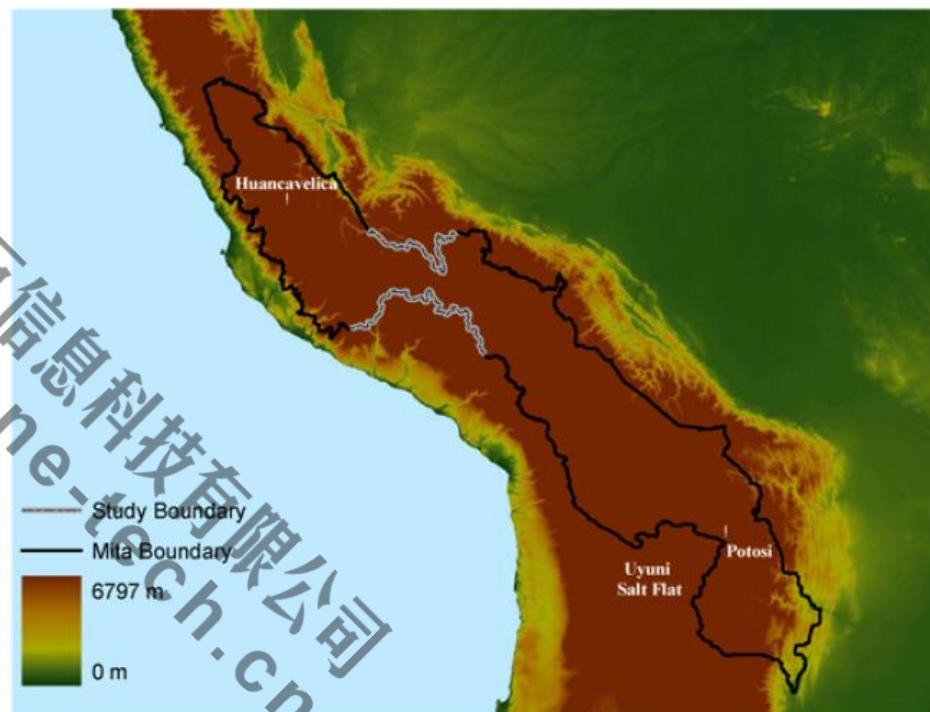 Huancavelica
Study Boundary
Mita Boundary
6797 m
0 m
Potosi
Uyuni
Salt Flat
信息科技有限公司
ne-tech.cn